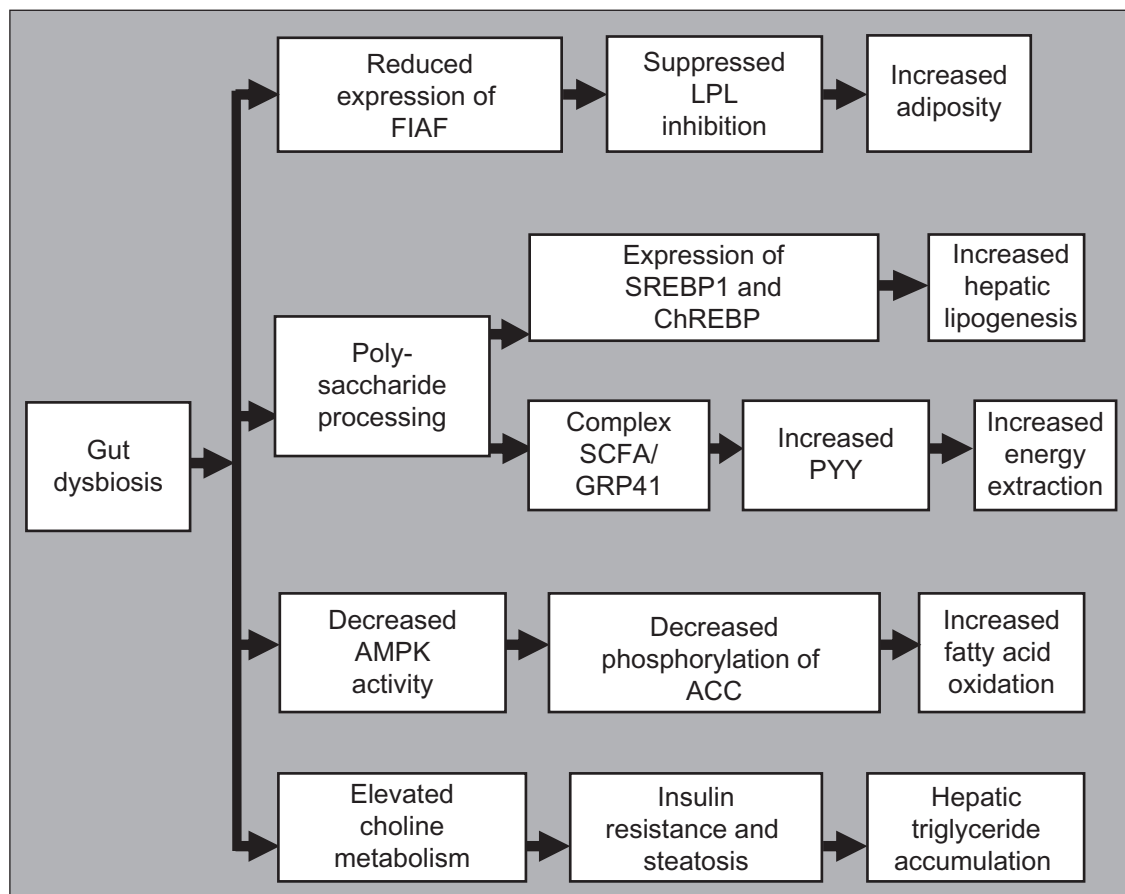 Reduced
expression of
FIAF
Suppressed
LPL
inhibition
Increased
adiposity
Expression of
SREBP1 and
ChREBP
Increased
hepatic
lipogenesis
Poly-
saccharide
processing
Gut
dysbiosis
Complex
SCFA/
GRP41
Increased
PYY
Increased
energy
extraction
Decreased
AMPK
activity
Decreased
phosphorylation of
ACC
Increased
fatty acid
oxidation
Elevated
choline
metabolism
Insulin
resistance and
steatosis
Hepatic
triglyceride
accumulation